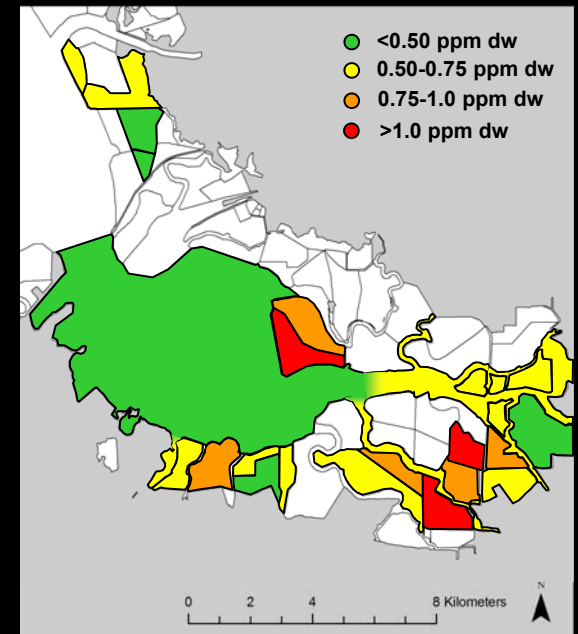 <0.50 ppm dw
0.50-0.75 ppm dw
0.75-1.0 ppm dw
>1.0 ppm dw
0 2 4 8 Kilometers
N